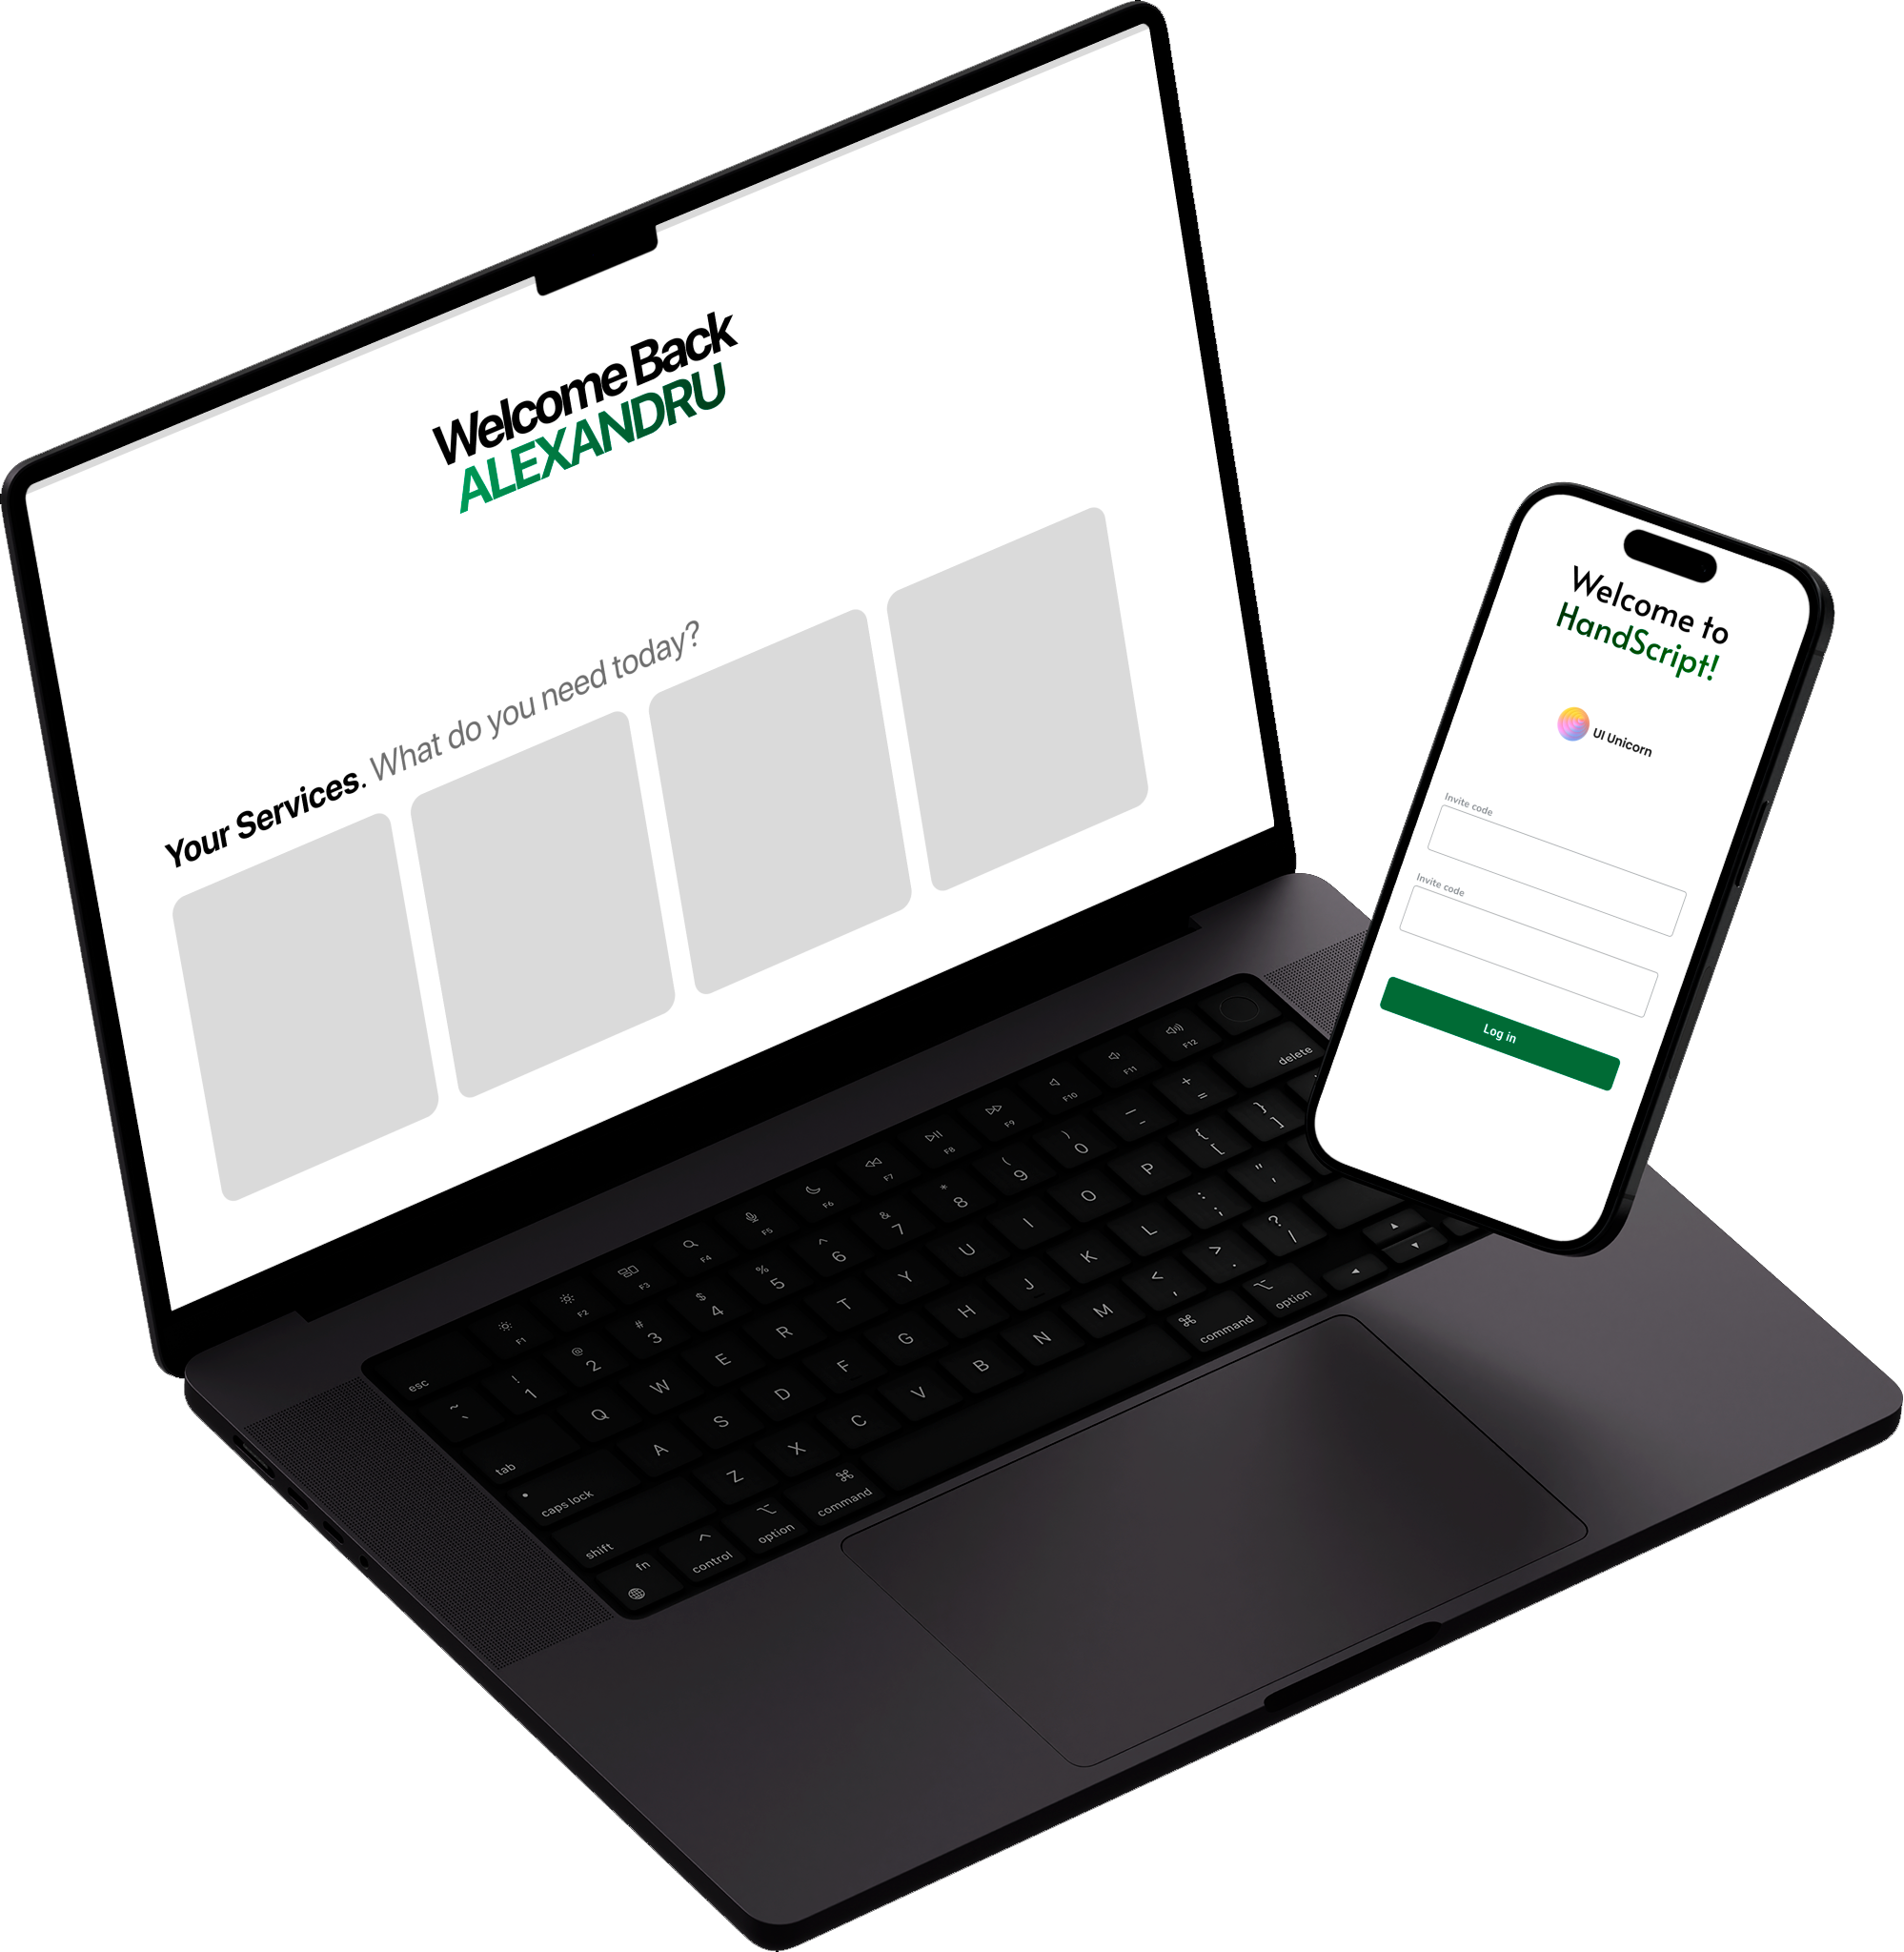 Welcome Back
ALEXANDRU
Your Services. What do you need today?
Welcome to
HandScript!
UI Unicorn
Invite code
Invite code
Log in
esc
F1
F2
F3
F4
F5
F6
F7
F8
F9
F10
F11
F12
~ `
! 1
@ 2
# 3
$ 4
% 5
^ 6
& 7
* 8
( 9
) 0
— -
+ =
delete
tab
Q W E R T Y U I O P { [ } ]
caps lock
A S D F G H J K L : ; " '
shift
Z X C V B N M < , > . ? /
fn
control
option
command
command
option